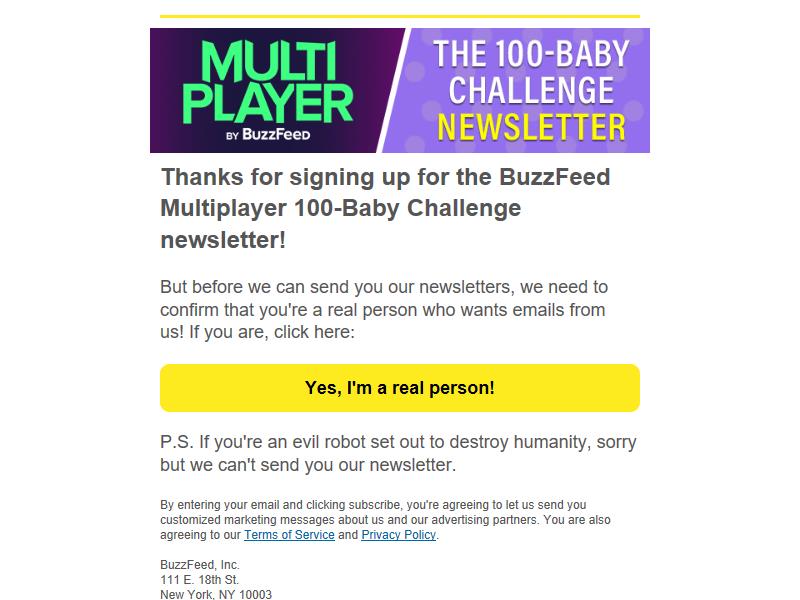 MULTI
PLAYER
BY BuzzFeed
THE 100-BABY
CHALLENGE
NEWSLETTER
Thanks for signing up for the BuzzFeed
Multiplayer 100-Baby Challenge
newsletter!
But before we can send you our newsletters, we need to
confirm that you're a real person who wants emails from
us! If you are, click here:
Yes, I'm a real person!
P.S. If you're an evil robot set out to destroy humanity, sorry
but we can't send you our newsletter.
By entering your email and clicking subscribe, you're agreeing to let us send you
customized marketing messages about us and our advertising partners. You are also
agreeing to our Terms of Service and Privacy Policy.
BuzzFeed, Inc.
111 E. 18th St.
New York, NY 10003